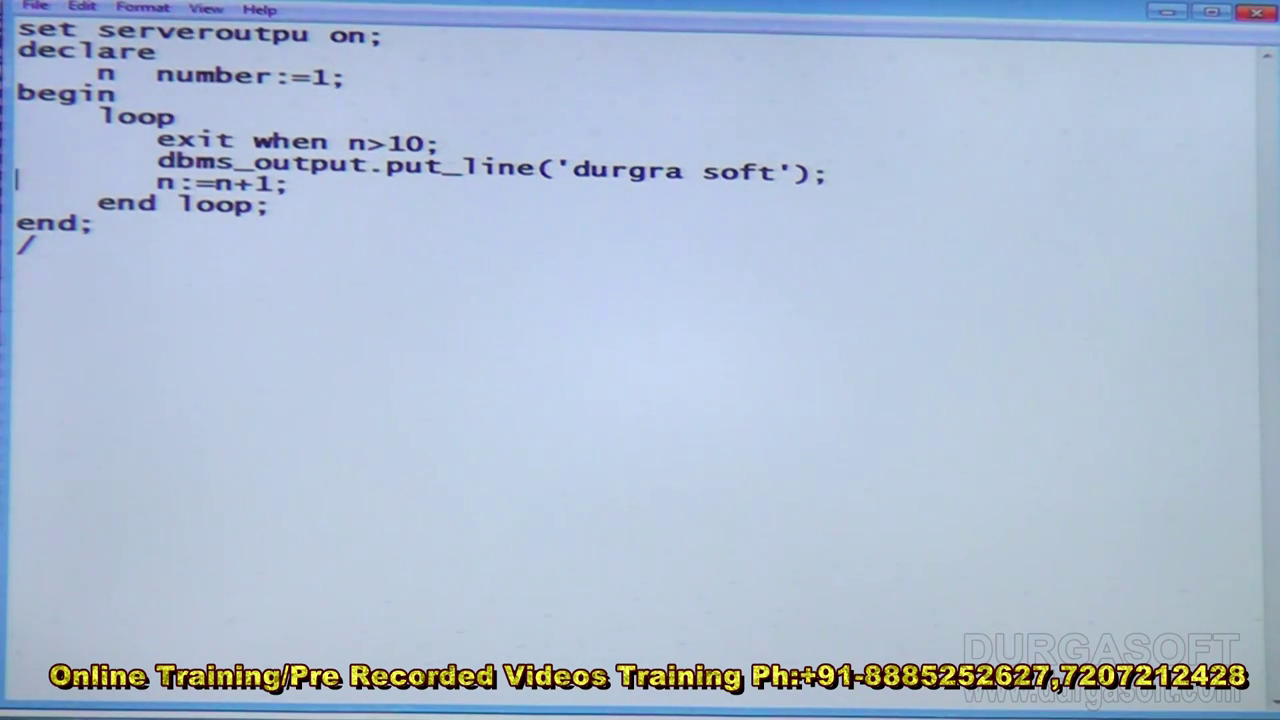 File Edit Format View Help
set serveroutpu on;
declare
n number:=1;
begin
loop
exit when n>10;
dbms_output.put_line('durgra soft');
n:=n+1;
end loop;
end;
/
DURGASOFT
www.durgasoft.com
Online Training/Pre Recorded Videos Training Ph:+91-8885252627,7207212428